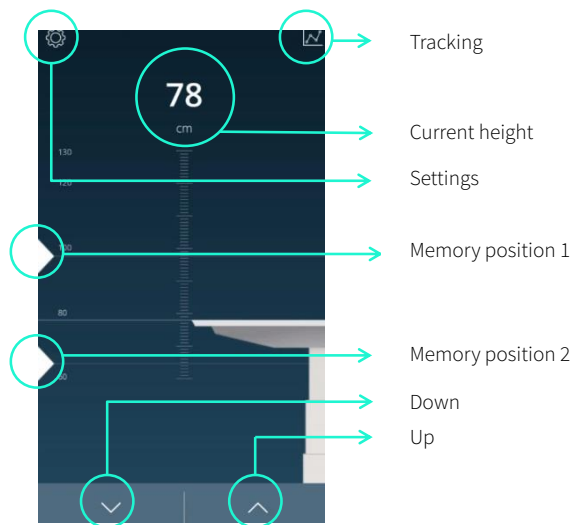 Tracking
78
cm
Current height
130
Settings
120
100
Memory position 1
80
Memory position 2
60
Down
Up